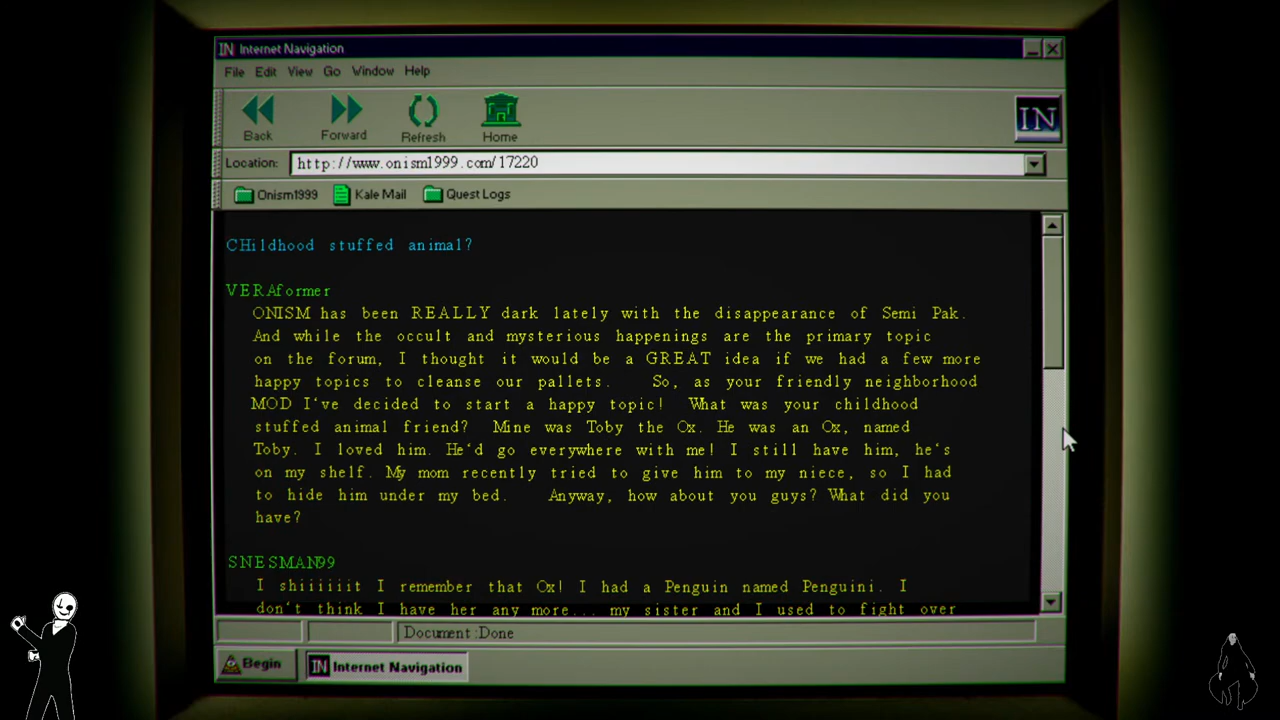 IN Internet Navigation
File Edit View Go Window Help
Back Forward Refresh Home
IN
Location: http://www.onism1999.com/17220
Onism1999 Kale Mail Quest Logs
CHildhood stuffed animal?
VERAformer
ONISM has been REALLY dark lately with the disappearance of Semi Pak.
And while the occult and mysterious happenings are the primary topic
on the forum, I thought it would be a GREAT idea if we had a few more
happy topics to cleanse our pallets. So, as your friendly neighborhood
MOD I've decided to start a happy topic! What was your childhood
stuffed animal friend? Mine was Toby the Ox. He was an Ox, named
Toby. I loved him. He'd go everywhere with me! I still have him, he's
on my shelf. My mom recently tried to give him to my niece, so I had
to hide him under my bed. Anyway, how about you guys? What did you
have?
SNESMAN99
I shiiiiiit I remember that Ox! I had a Penguin named Penguini. I
don't think I have her any more... my sister and I used to fight over
Document :Done
Begin IN Internet Navigation